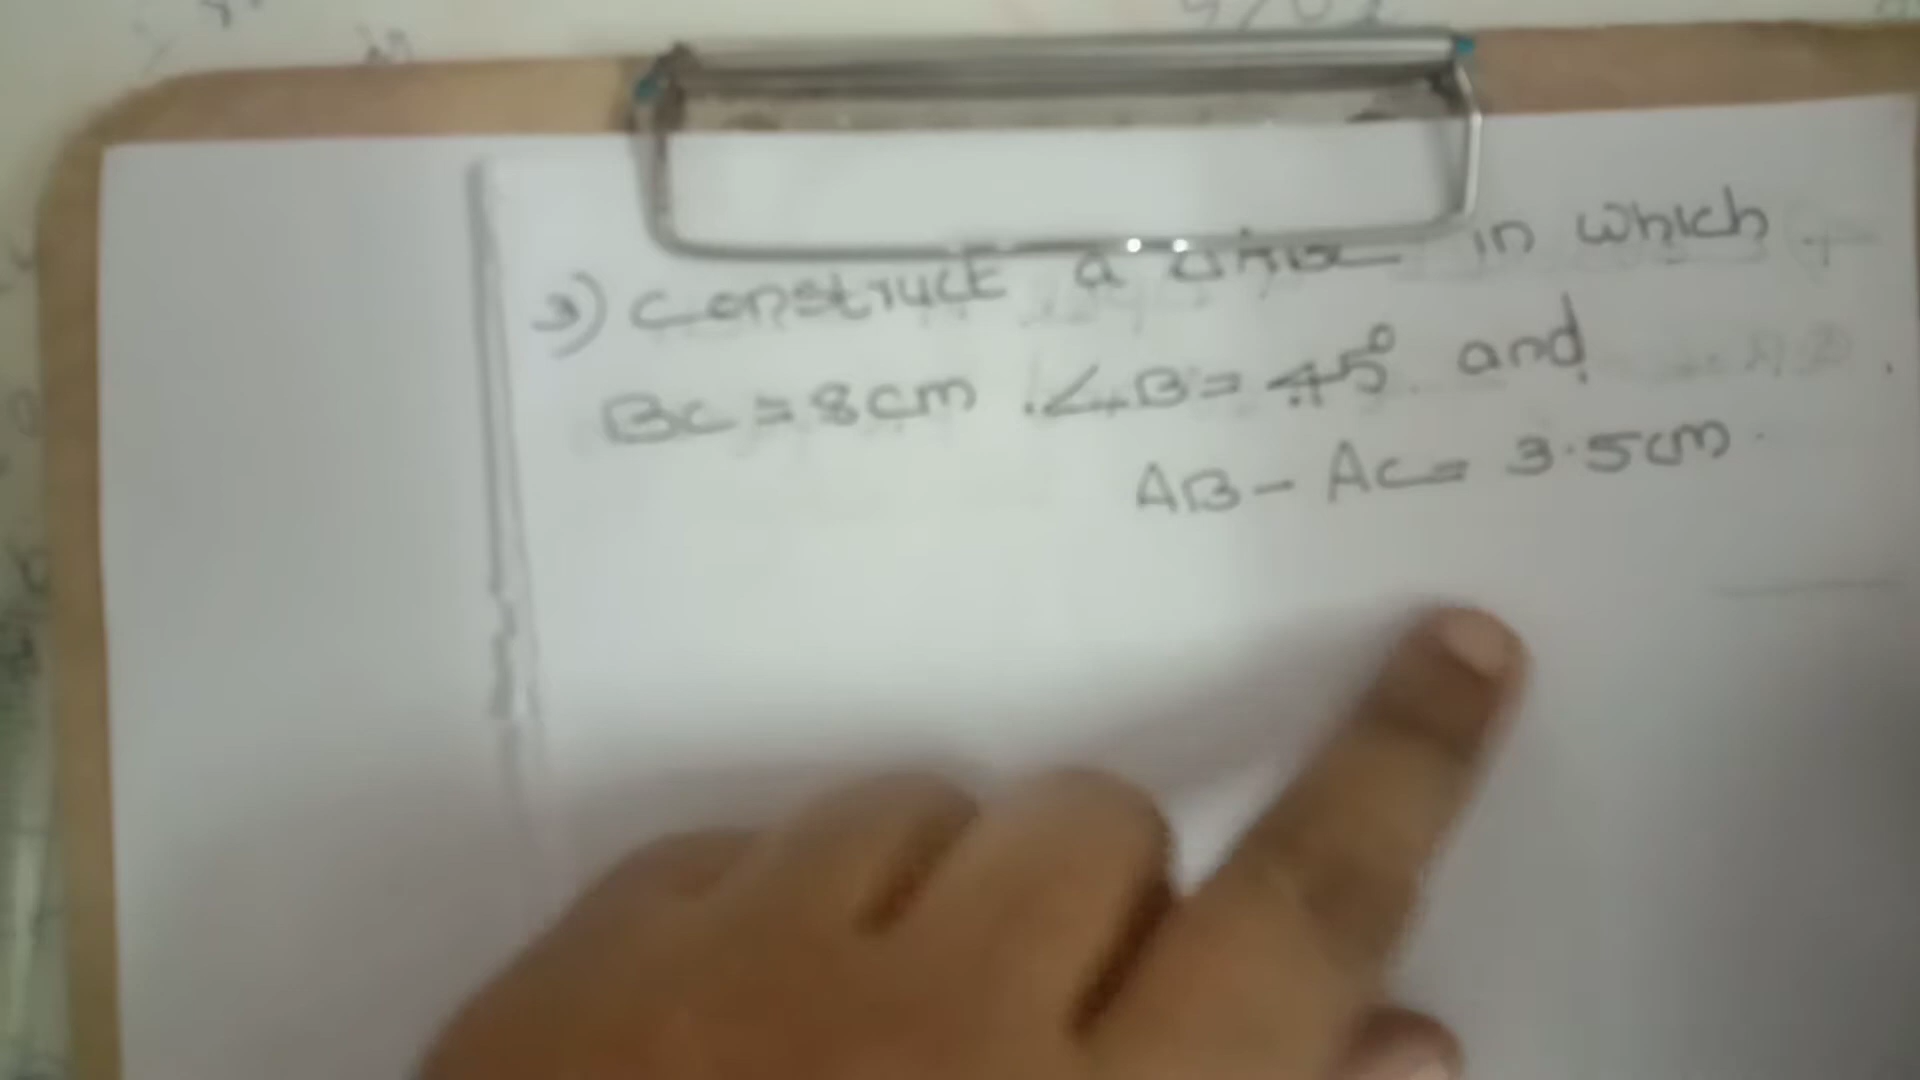 3) Construct a in which
BC = 8cm ∠B = 45° and
AB - AC = 3.5cm.